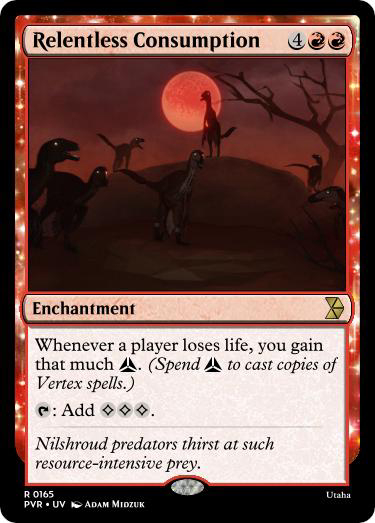 Relentless Consumption 4
Enchantment
Whenever a player loses life, you gain
that much . (Spend to cast copies of
Vertex spells.)
: Add .
Nilshroud predators thirst at such
resource-intensive prey.
R 0165
PVR • UV Adam Midzuk
Utaha